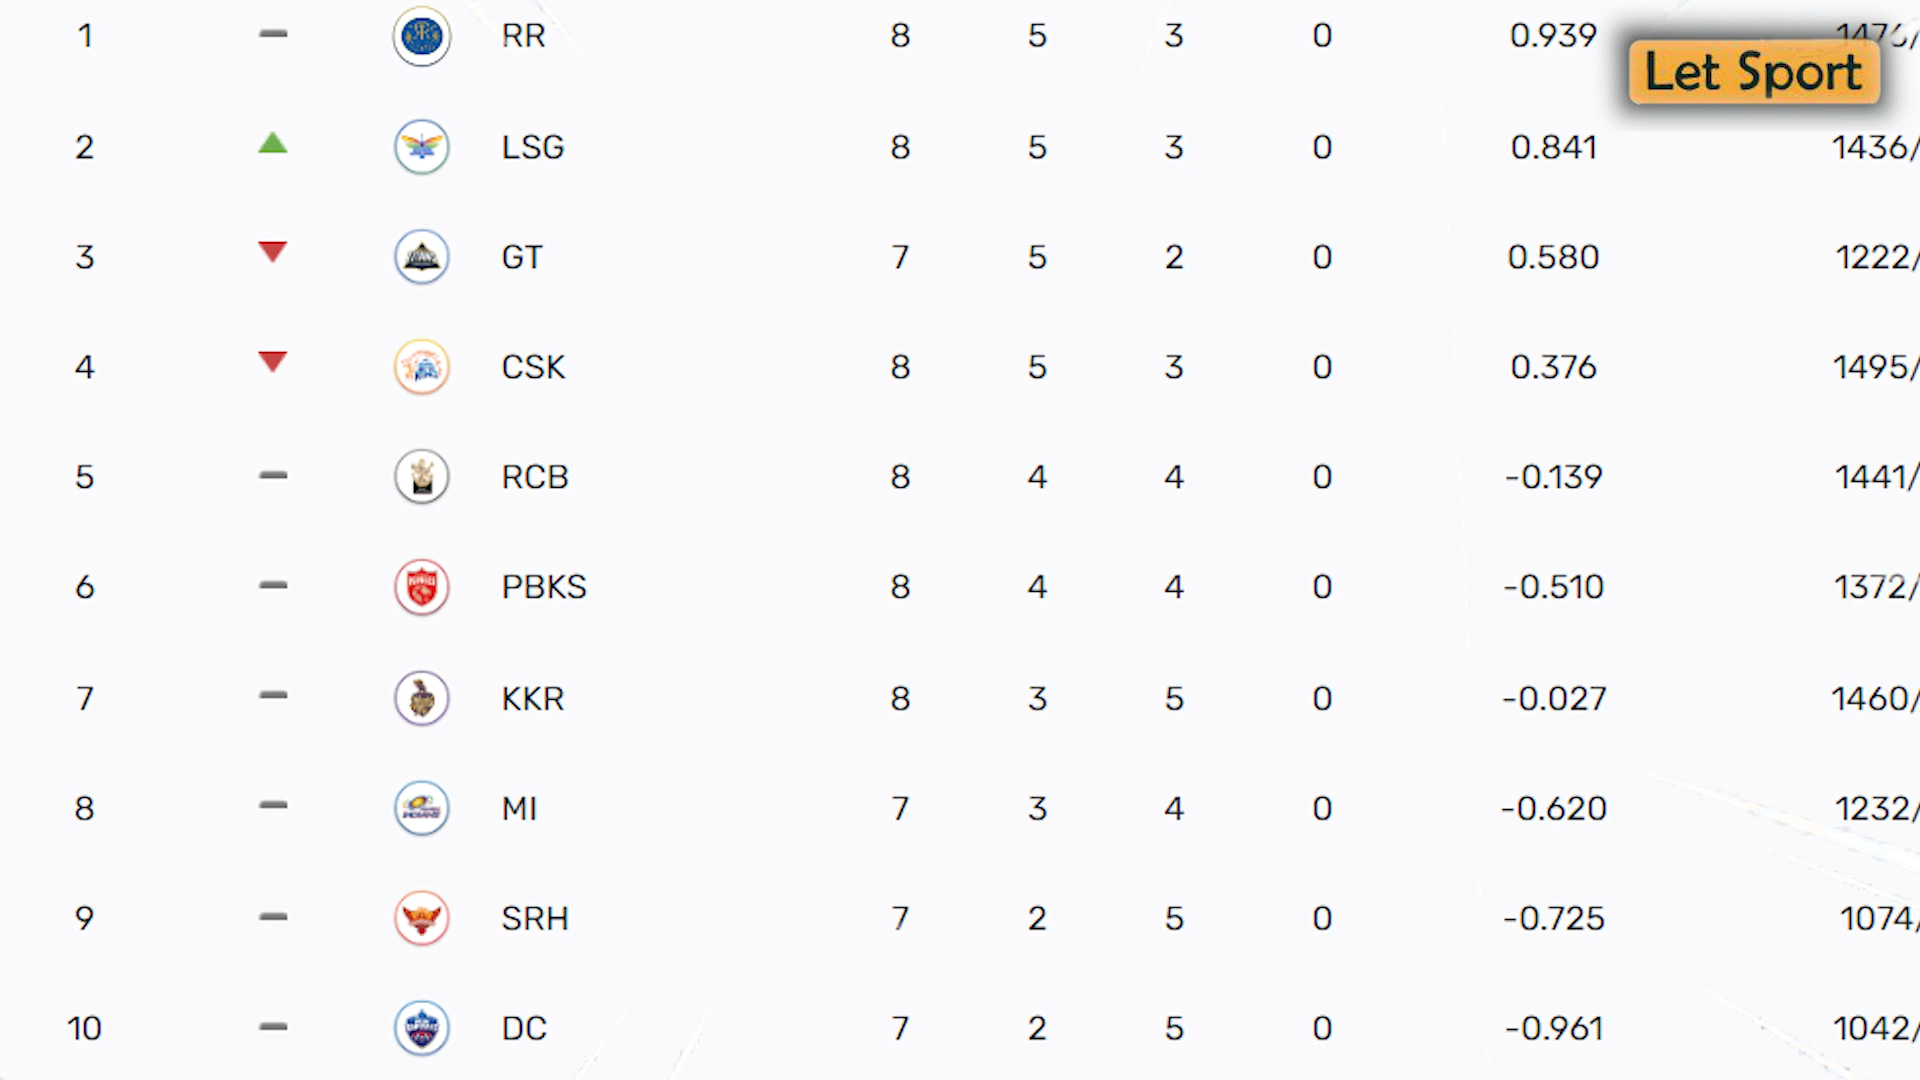 1 RR 8 5 3 0 0.939
Let Sport
2 LSG 8 5 3 0 0.841 1436/
3 GT 7 5 2 0 0.580 1222/
4 CSK 8 5 3 0 0.376 1495/
5 RCB 8 4 4 0 -0.139 1441/
6 PBKS 8 4 4 0 -0.510 1372/
7 KKR 8 3 5 0 -0.027 1460/
8 MI 7 3 4 0 -0.620 1232/
9 SRH 7 2 5 0 -0.725 1074/
10 DC 7 2 5 0 -0.961 1042/